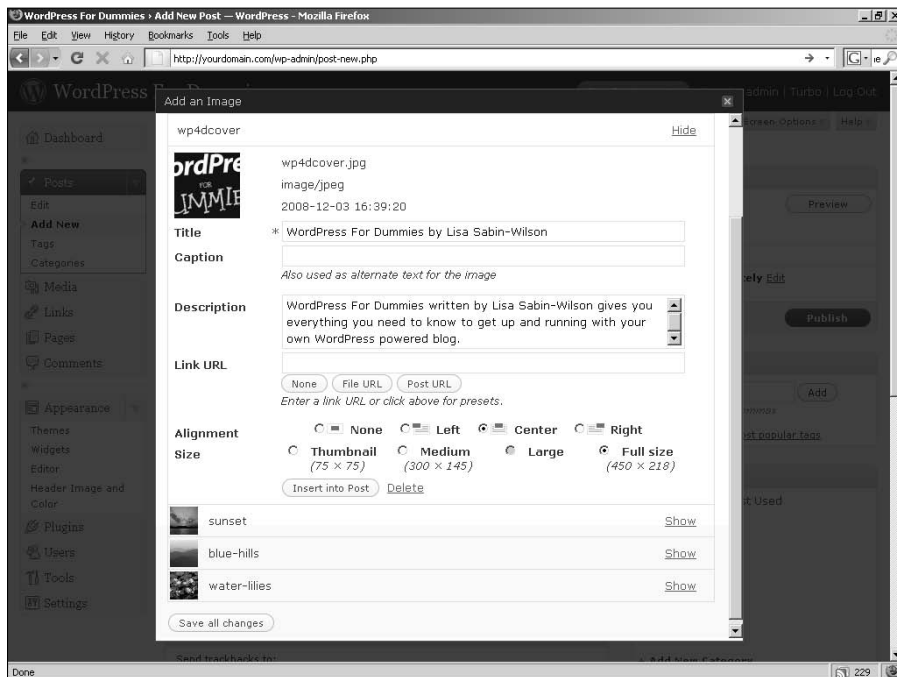 WordPress For Dummies › Add New Post — WordPress - Mozilla Firefox
File Edit View History Bookmarks Tools Help
http://yourdomain.com/wp-admin/post-new.php
WordPress
admin | Turbo | Log Out
Screen Options Help
Add an Image
wp4dcover Hide
wp4dcover.jpg
image/jpeg
2008-12-03 16:39:20
Title * WordPress For Dummies by Lisa Sabin-Wilson
Caption
Also used as alternate text for the image
Description WordPress For Dummies written by Lisa Sabin-Wilson gives you
everything you need to know to get up and running with your
own WordPress powered blog.
Link URL
None File URL Post URL
Enter a link URL or click above for presets.
Alignment None Left Center Right
Size Thumbnail Medium Large Full size
(75 × 75) (300 × 145) (450 × 218)
Insert into Post Delete
sunset Show
blue-hills Show
water-lilies Show
Save all changes
Dashboard
Posts
Edit
Add New
Tags
Categories
Media
Links
Pages
Comments
Appearance
Themes
Widgets
Editor
Header Image and
Color
Plugins
Users
Tools
Settings
Preview
Edit
Publish
Add
popular tags
Used
Send trackbacks to:
+ Add New Category
Done 229